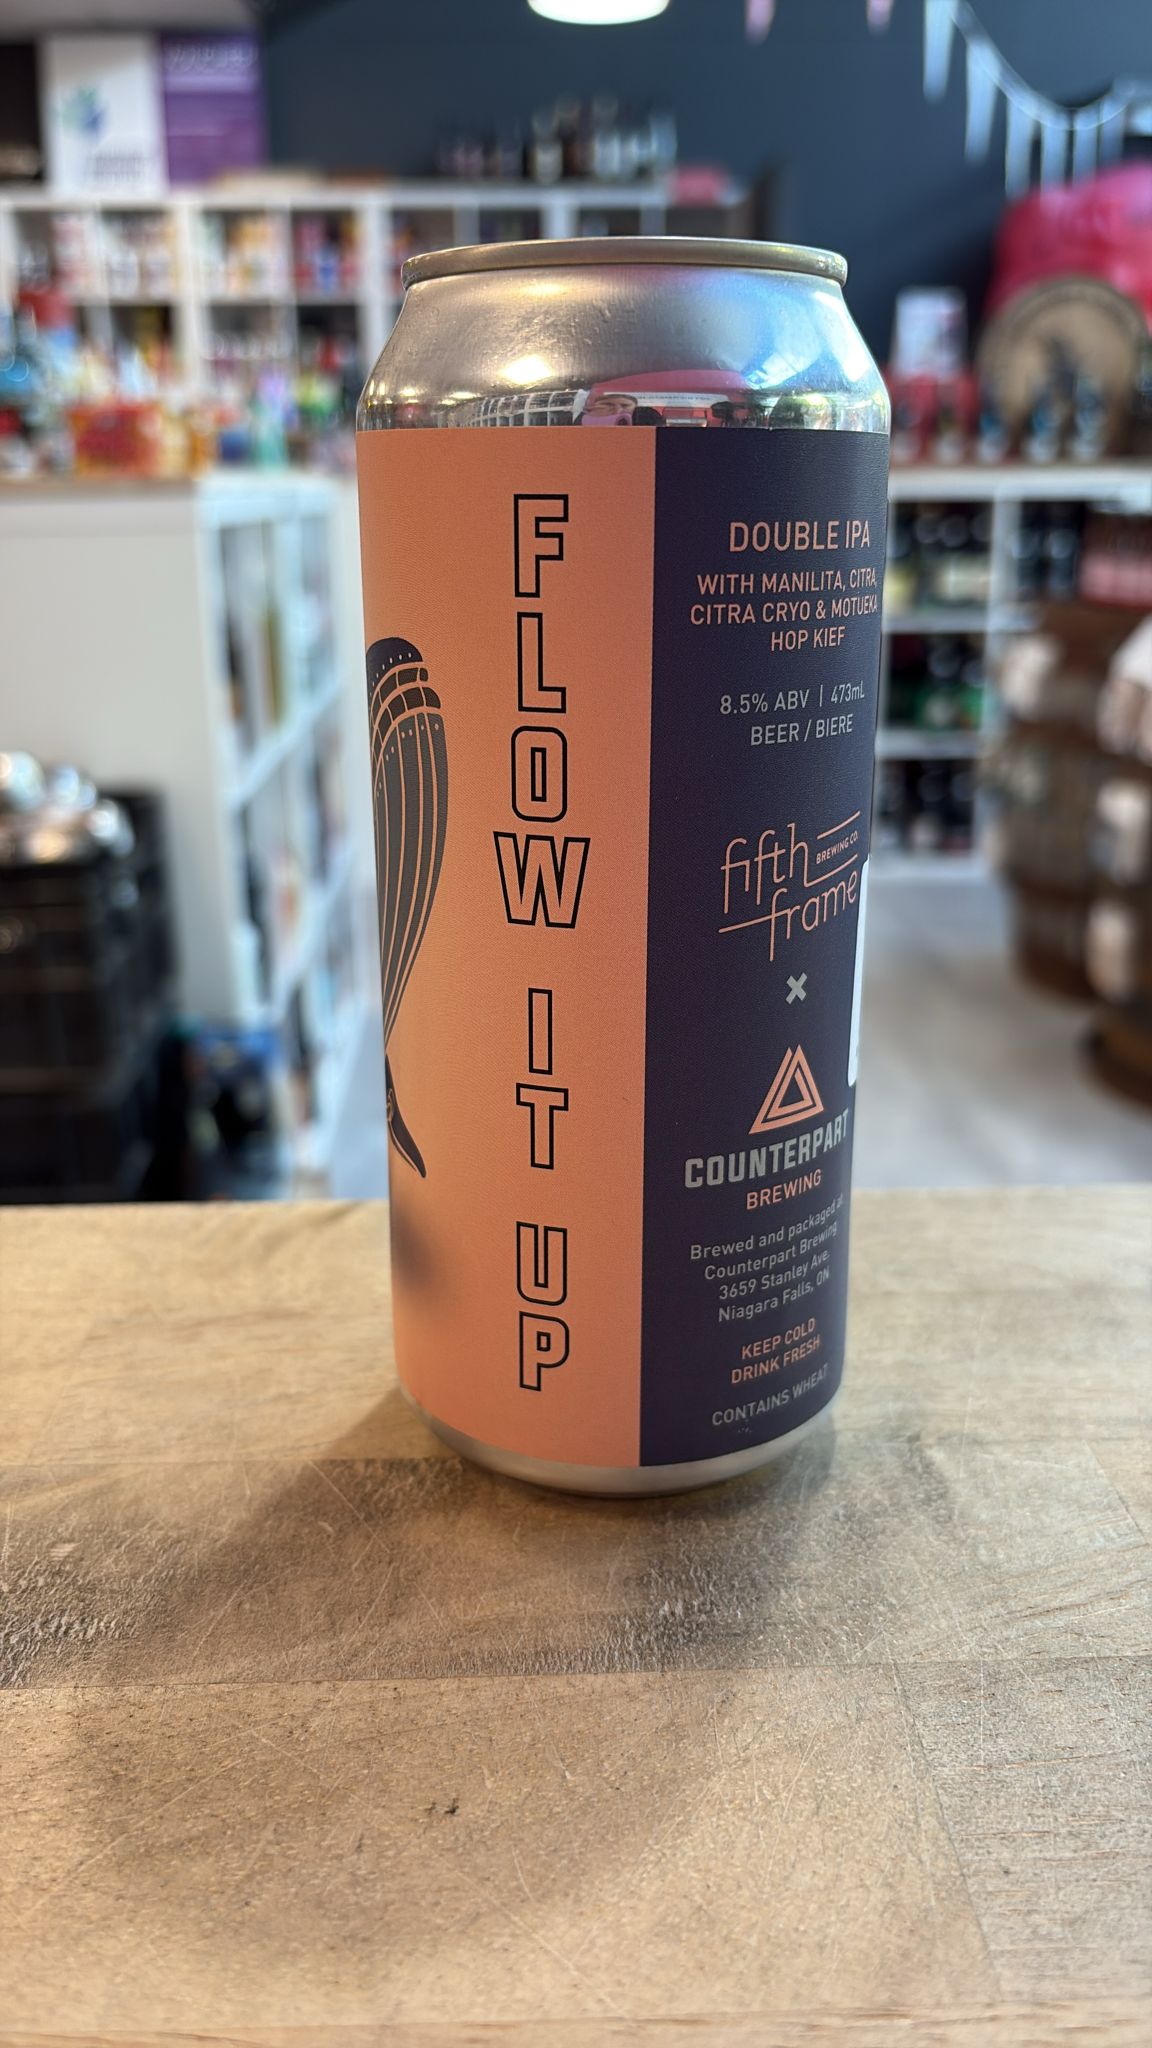 FLOW IT UP
DOUBLE IPA
WITH MANILITA, CITRA,
CITRA CRYO & MOTUEKA
HOP KIEF
8.5% ABV | 473mL
BEER / BIERE
fifth
BREWING CO.
frame
x
COUNTERPART
BREWING
Brewed and packaged at
Counterpart Brewing
3659 Stanley Ave.
Niagara Falls, ON
KEEP COLD
DRINK FRESH
CONTAINS WHEAT